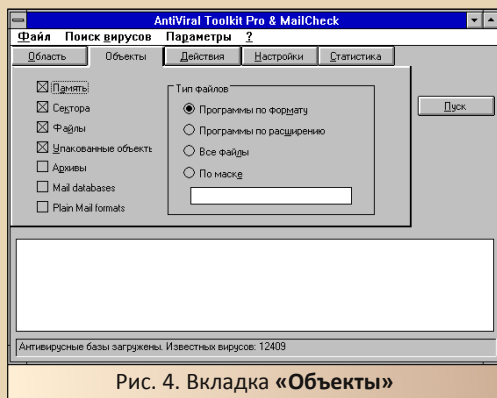 AntiViral Toolkit Pro & MailCheck
Файл Поиск вирусов Параметры ?
Область Объекты Действия Настройки Статистика
Память
Сектора
Файлы
Упакованные объекть
Архивы
Mail databases
Plain Mail formats
Тип файлов
Программы по формату
Программы по расширению
Все файлы
По маске
Пуск
Антивирусные базы загружены. Известных вирусов: 12409
Рис. 4. Вкладка «Объекты»